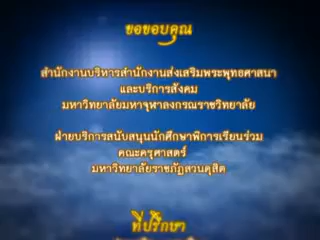 ขอขอบคุณ
สำนักงานบริหารสำนักงานส่งเสริมพระพุทธศาสนา
และบริการสังคม
มหาวิทยาลัยมหาจุฬาลงกรณราชวิทยาลัย
ฝ่ายบริการสนับสนุนนักศึกษาพิการเรียนร่วม
คณะครุศาสตร์
มหาวิทยาลัยราชภัฏสวนดุสิต
ที่ปรึกษา